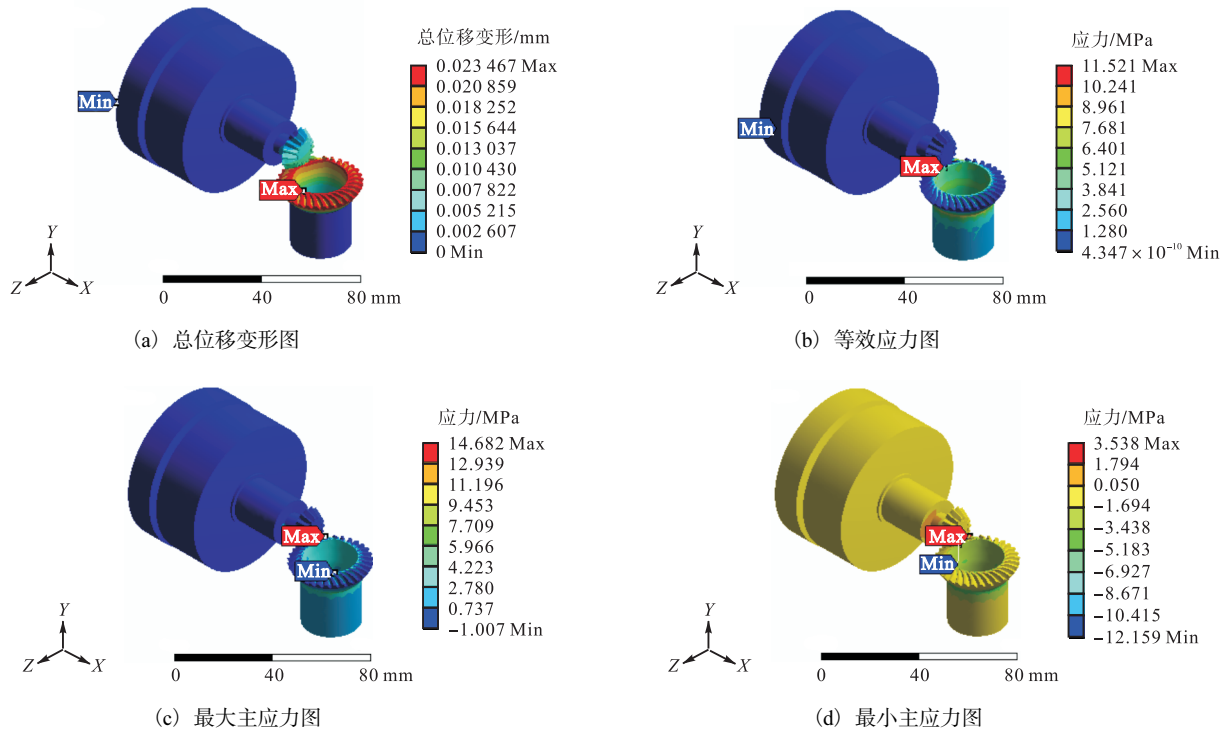 总位移变形/mm
0.023 467 Max
0.020 859
0.018 252
0.015 644
0.013 037
0.010 430
0.007 822
0.005 215
0.002 607
0 Min
Min
Max
Y
Z
X
0
40
80 mm
(a) 总位移变形图
应力/MPa
11.521 Max
10.241
8.961
7.681
6.401
5.121
3.841
2.560
1.280
4.347 × 10⁻¹⁰ Min
Min
Max
Y
Z
X
0
40
80 mm
(b) 等效应力图
应力/MPa
14.682 Max
12.939
11.196
9.453
7.709
5.966
4.223
2.780
0.737
−1.007 Min
Max
Min
Y
Z
X
0
40
80 mm
(c) 最大主应力图
应力/MPa
3.538 Max
1.794
0.050
−1.694
−3.438
−5.183
−6.927
−8.671
−10.415
−12.159 Min
Max
Min
Y
Z
X
0
40
80 mm
(d) 最小主应力图